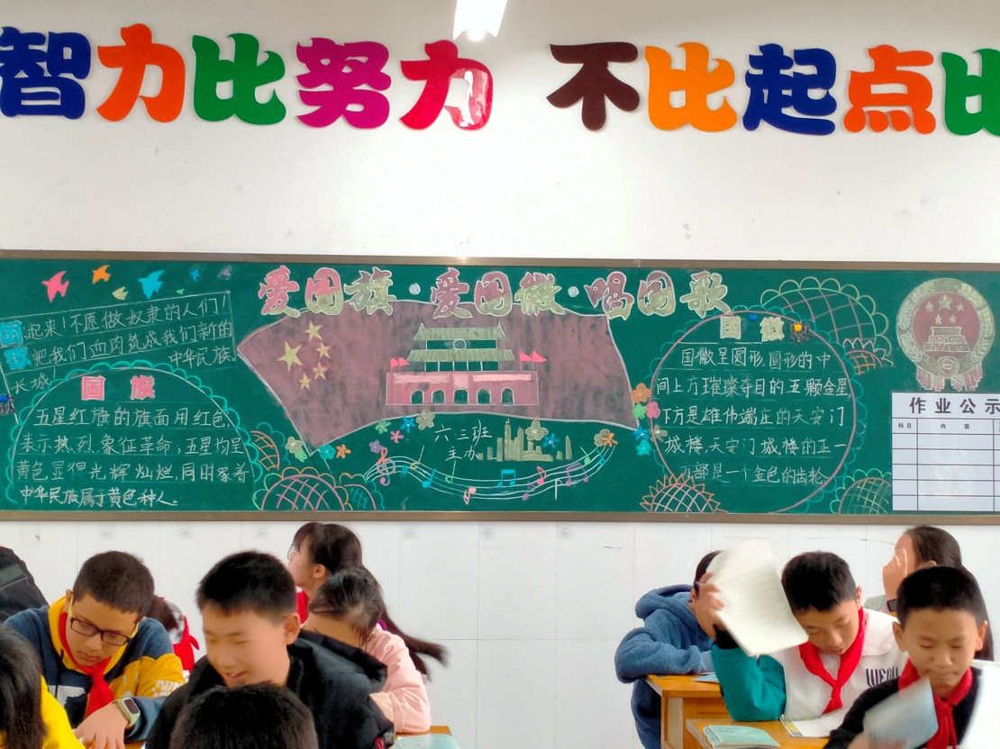 智力比努力 不比起点比
爱国旗·爱国徽·唱国歌
国歌
起来!不愿做奴隶的人们!
把我们血肉筑成我们新的
长城!
中华民族
国旗
五星红旗的旗面用红色,
表示热烈.象征革命;五星均呈
黄色显得光辉灿烂,同时象着
中华民族属于黄色种人。
六.三班
主办
国徽
国徽呈圆形,圆形的中
间上方璀璨夺目的五颗金星,
下方是雄伟端庄的天安门
城楼,天安门城楼的正一
方部是一个金色的齿轮
作业公示
科目 内容